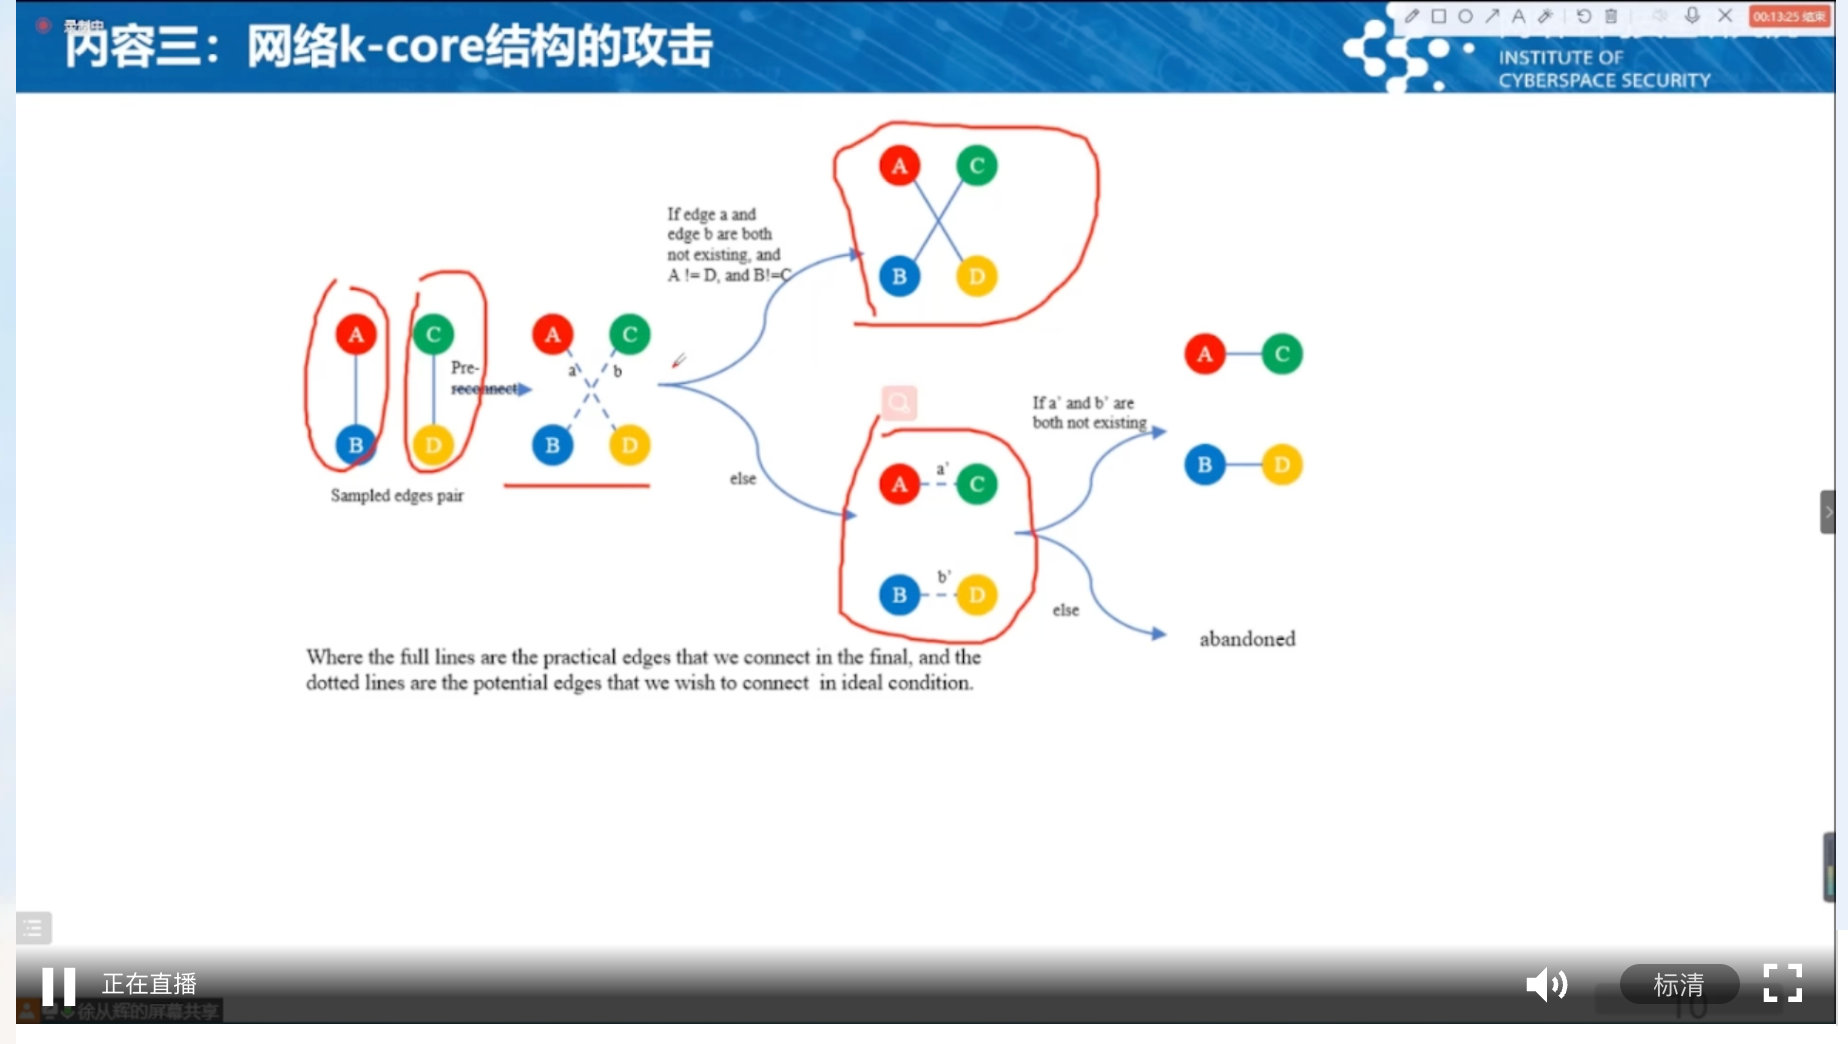 录制中
内容三：网络k-core结构的攻击
00:13:25 结束
INSTITUTE OF
CYBERSPACE SECURITY
A C
B D
If edge a and
edge b are both
not existing, and
A != D, and B!=C
A C
B D
Sampled edges pair
Pre-
reconnect
A C
a b
B D
else
A a' C
B b' D
If a' and b' are
both not existing
A C
B D
else
abandoned
Where the full lines are the practical edges that we connect in the final, and the
dotted lines are the potential edges that we wish to connect in ideal condition.
正在直播
标清
徐从辉的屏幕共享
10